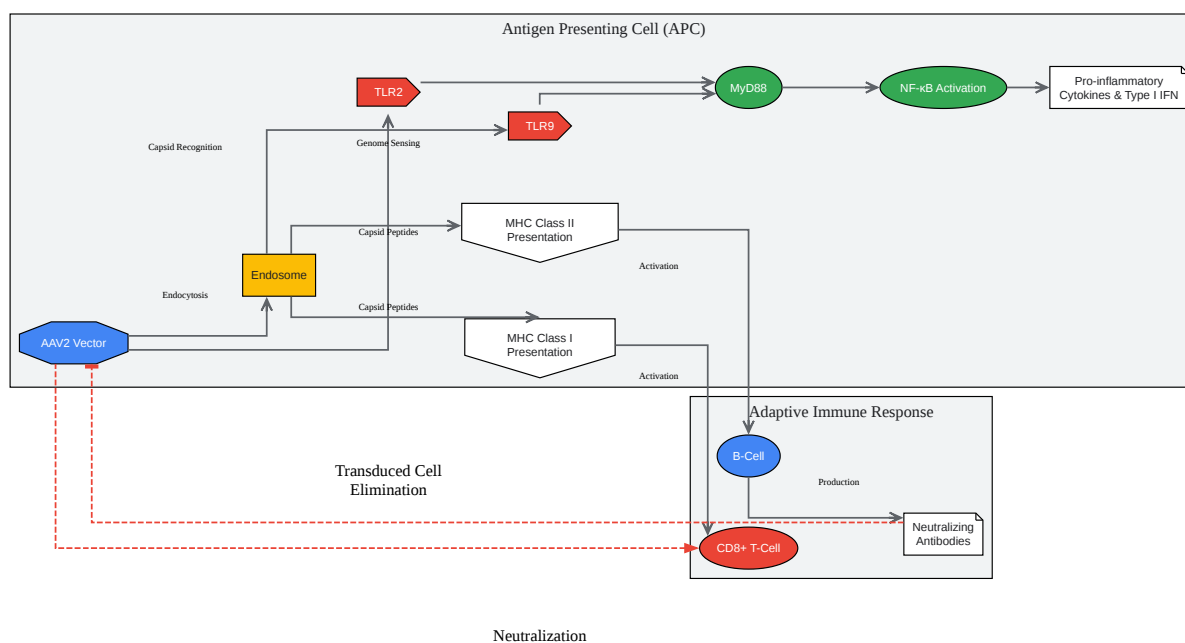 Antigen Presenting Cell (APC)
TLR2
MyD88
NF-κB Activation
Pro-inflammatory
Cytokines & Type I IFN
TLR9
Capsid Recognition
Genome Sensing
MHC Class II
Presentation
Capsid Peptides
Activation
Endosome
Endocytosis
Capsid Peptides
AAV2 Vector
MHC Class I
Presentation
Activation
Adaptive Immune Response
B-Cell
Transduced Cell
Elimination
Production
Neutralizing
Antibodies
CD8+ T-Cell
Neutralization